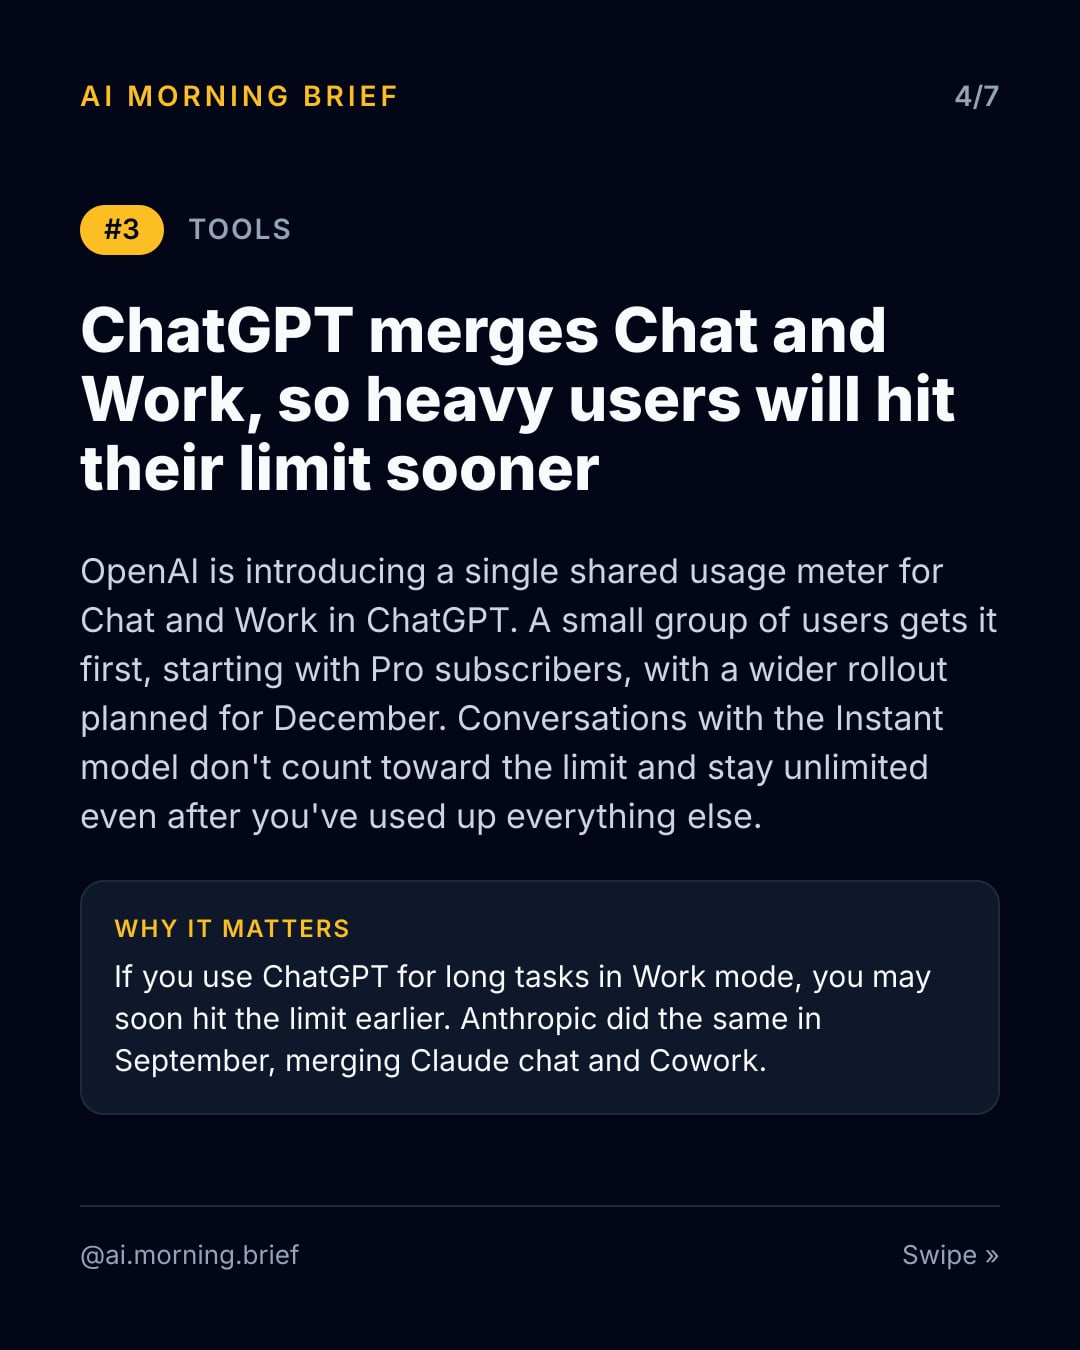 AI MORNING BRIEF
4/7
#3 TOOLS
ChatGPT merges Chat and
Work, so heavy users will hit
their limit sooner
OpenAI is introducing a single shared usage meter for
Chat and Work in ChatGPT. A small group of users gets it
first, starting with Pro subscribers, with a wider rollout
planned for December. Conversations with the Instant
model don't count toward the limit and stay unlimited
even after you've used up everything else.
WHY IT MATTERS
If you use ChatGPT for long tasks in Work mode, you may
soon hit the limit earlier. Anthropic did the same in
September, merging Claude chat and Cowork.
@ai.morning.brief
Swipe »